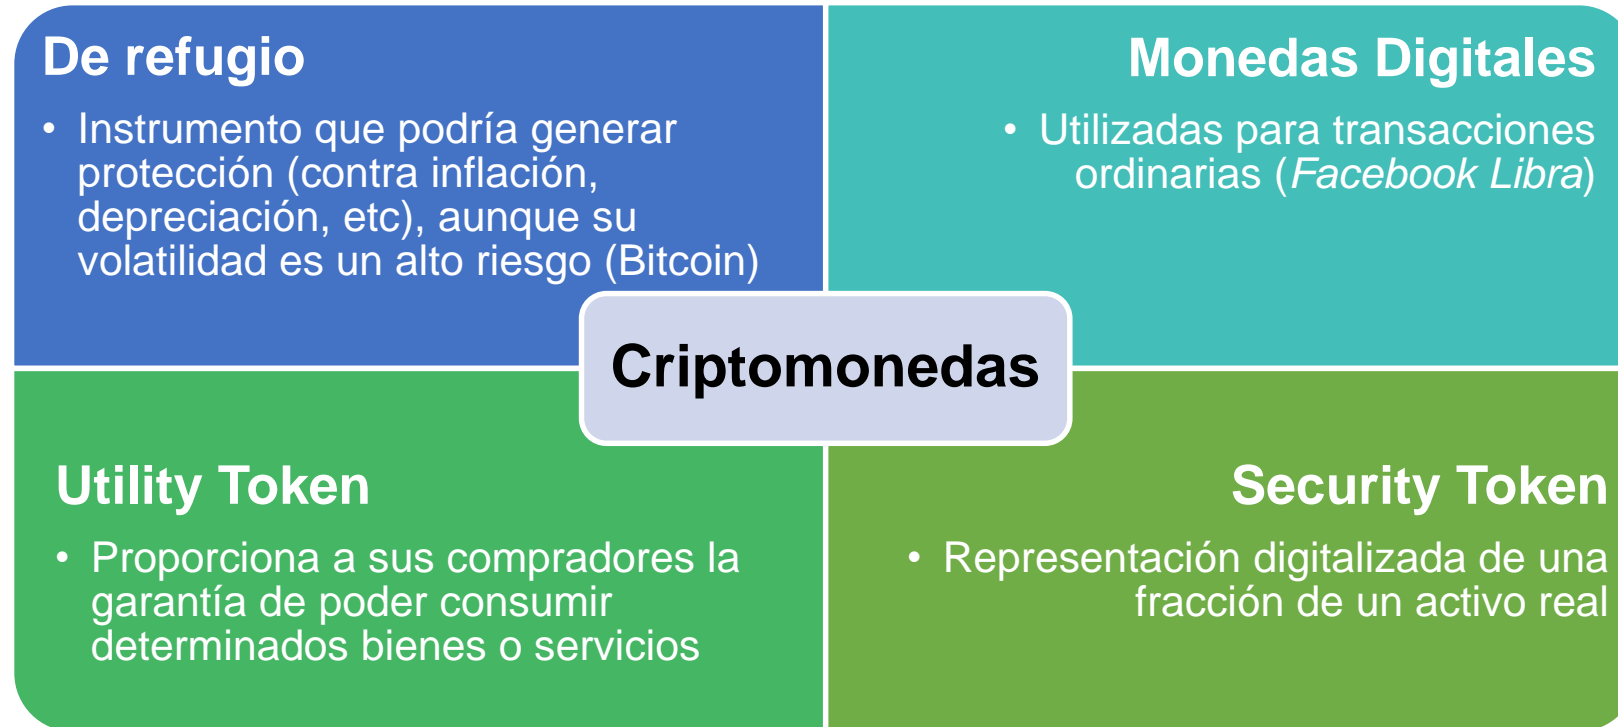 De refugio
• Instrumento que podría generar
protección (contra inflación,
depreciación, etc), aunque su
volatilidad es un alto riesgo (Bitcoin)
Monedas Digitales
• Utilizadas para transacciones
ordinarias (Facebook Libra)
Criptomonedas
Utility Token
• Proporciona a sus compradores la
garantía de poder consumir
determinados bienes o servicios
Security Token
• Representación digitalizada de una
fracción de un activo real